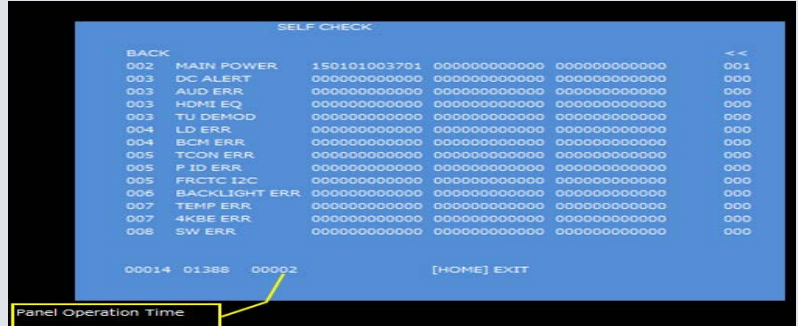 SELF CHECK
BACK <<
002 MAIN POWER 150101003701 000000000000 000000000000 001
003 DC ALERT 000000000000 000000000000 000000000000 000
003 AUD ERR 000000000000 000000000000 000000000000 000
003 HDMI EQ 000000000000 000000000000 000000000000 000
003 TU DEMOD 000000000000 000000000000 000000000000 000
004 LD ERR 000000000000 000000000000 000000000000 000
004 BCM ERR 000000000000 000000000000 000000000000 000
005 TCON ERR 000000000000 000000000000 000000000000 000
005 P ID ERR 000000000000 000000000000 000000000000 000
005 FRCTC I2C 000000000000 000000000000 000000000000 000
006 BACKLIGHT ERR 000000000000 000000000000 000000000000 000
007 TEMP ERR 000000000000 000000000000 000000000000 000
007 4KBE ERR 000000000000 000000000000 000000000000 000
008 SW ERR 000000000000 000000000000 000000000000 000
00014 01388 00002 [HOME] EXIT
Panel Operation Time